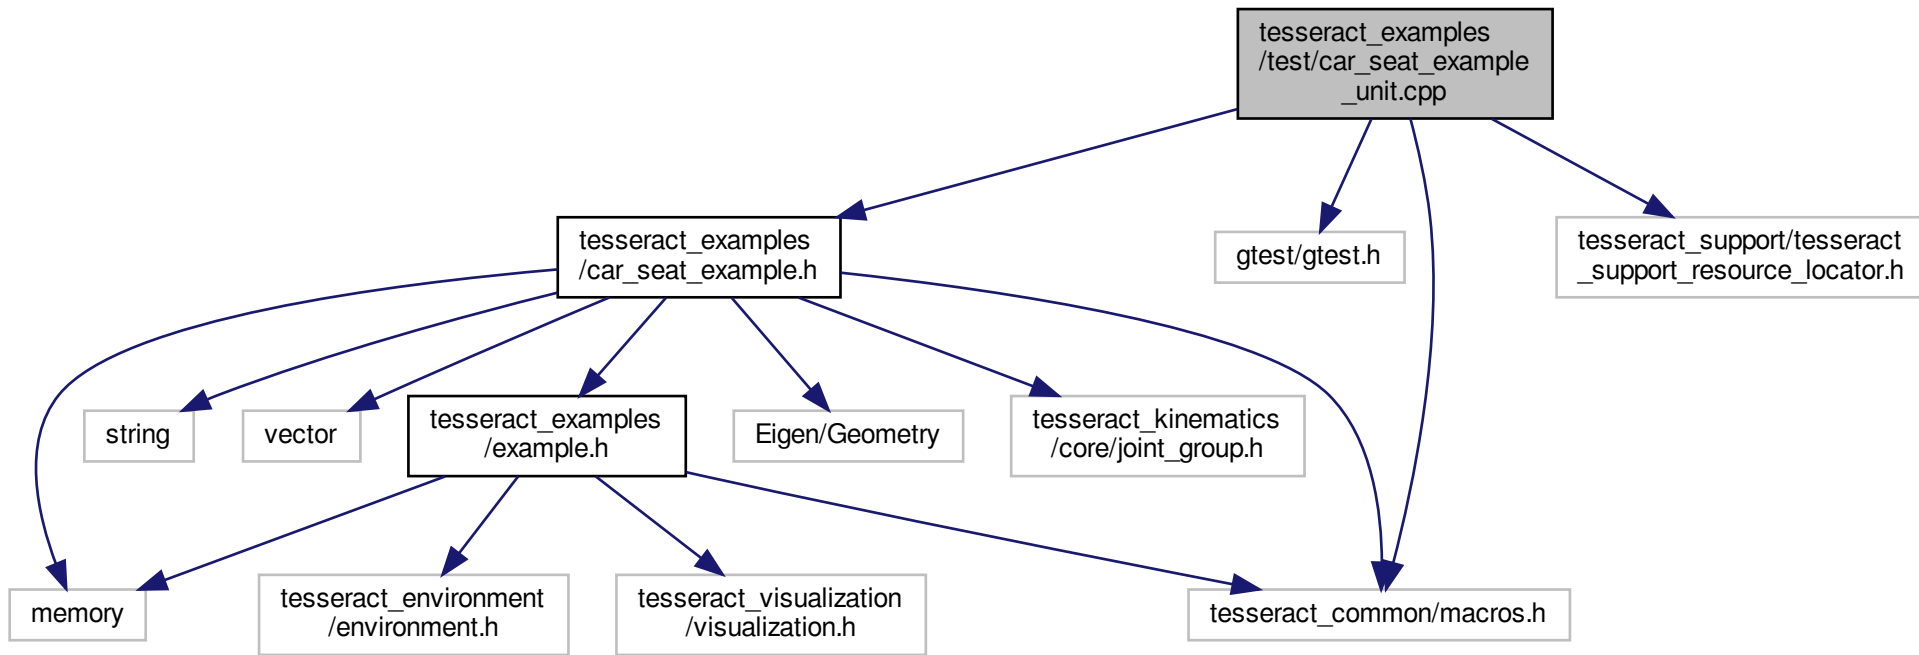 tesseract_examples
/test/car_seat_example
_unit.cpp
tesseract_examples
/car_seat_example.h
gtest/gtest.h
tesseract_support/tesseract
_support_resource_locator.h
string
vector
tesseract_examples
/example.h
Eigen/Geometry
tesseract_kinematics
/core/joint_group.h
memory
tesseract_environment
/environment.h
tesseract_visualization
/visualization.h
tesseract_common/macros.h